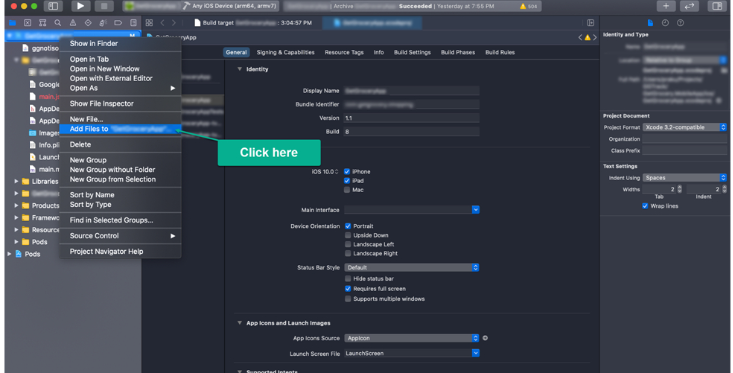 Any iOS Device (arm64, armv7)
Archive
Succeeded | Yesterday at 7:55 PM
Build target
3:04:57 PM
General
Signing & Capabilities
Resource Tags
Info
Build Settings
Build Phases
Build Rules
Show in Finder
Open in Tab
Open in New Window
Open with External Editor
Open As
Show File Inspector
New File...
Add Files to "GetGroceryApp"...
Delete
New Group
New Group without Folder
New Group from Selection
Sort by Name
Sort by Type
Find in Selected Groups...
Source Control
Project Navigator Help
ggnotiso
Googl
AppDe
AppDe
Imager
Info.pli
Launc
main.m
Libraries
Products
Framewo
Resource
Pods
Pods
Click here
Identity
Display Name
Bundle Identifier
Version 1.1
Build 8
iOS 10.0
iPhone
iPad
Mac
Main Interface
Device Orientation
Portrait
Upside Down
Landscape Left
Landscape Right
Status Bar Style
Default
Hide status bar
Requires full screen
Supports multiple windows
App Icons and Launch Images
App Icons Source
AppIcon
Launch Screen File
LaunchScreen
Supported Intents
Identity and Type
Name
Location
Full Path
Project Document
Project Format
Xcode 3.2-compatible
Organization
Class Prefix
Text Settings
Indent Using
Spaces
Widths
2
2
Tab
Indent
Wrap lines